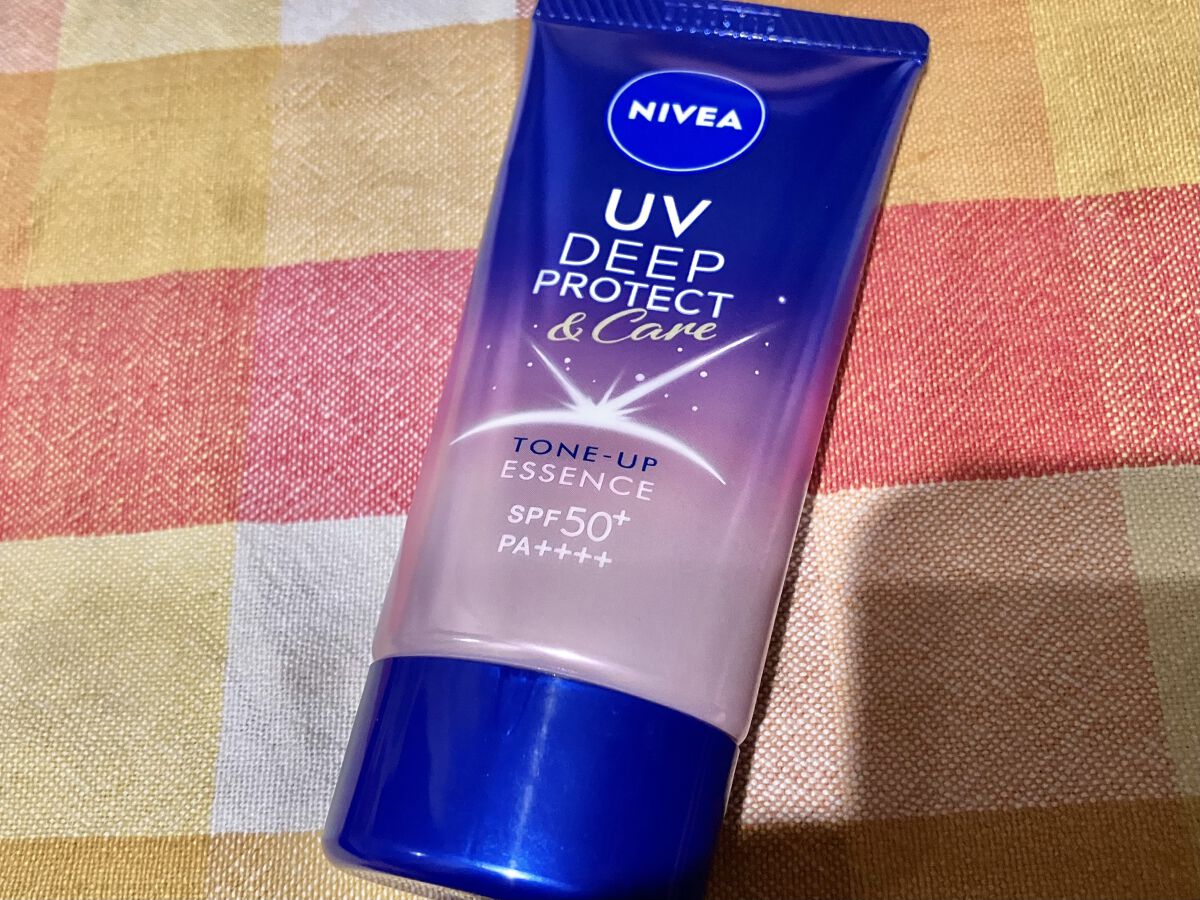 NIVEA
UV
DEEP
PROTECT
& Care
TONE-UP
ESSENCE
SPF50+
PA++++